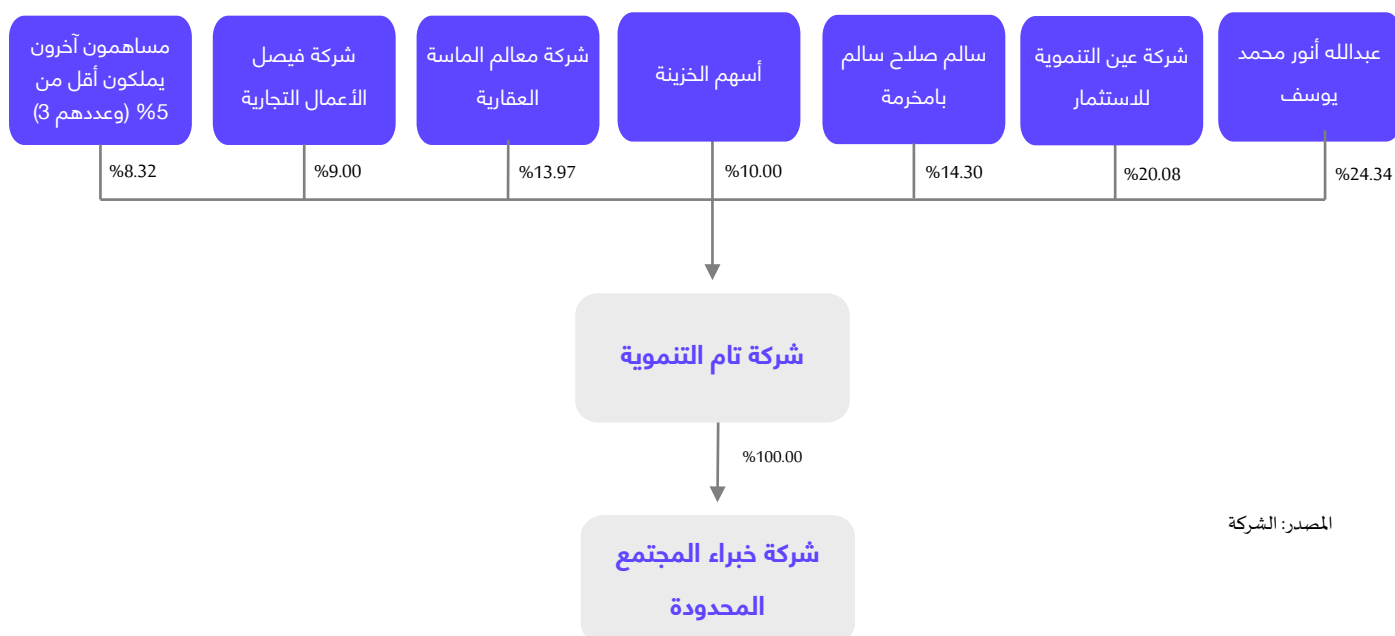 عبدالله أنور محمد
يوسف
شركة عين التنموية
للاستثمار
سالم صلاح سالم
بامخرمة
أسهم الخزينة
شركة معالم الماسة
العقارية
شركة فيصل
الأعمال التجارية
مساهمون آخرون
يملكون أقل من
5% (وعددهم 3)
%24.34
%20.08
%14.30
%10.00
%13.97
%9.00
%8.32
شركة تام التنموية
%100.00
شركة خبراء المجتمع
المحدودة
المصدر: الشركة